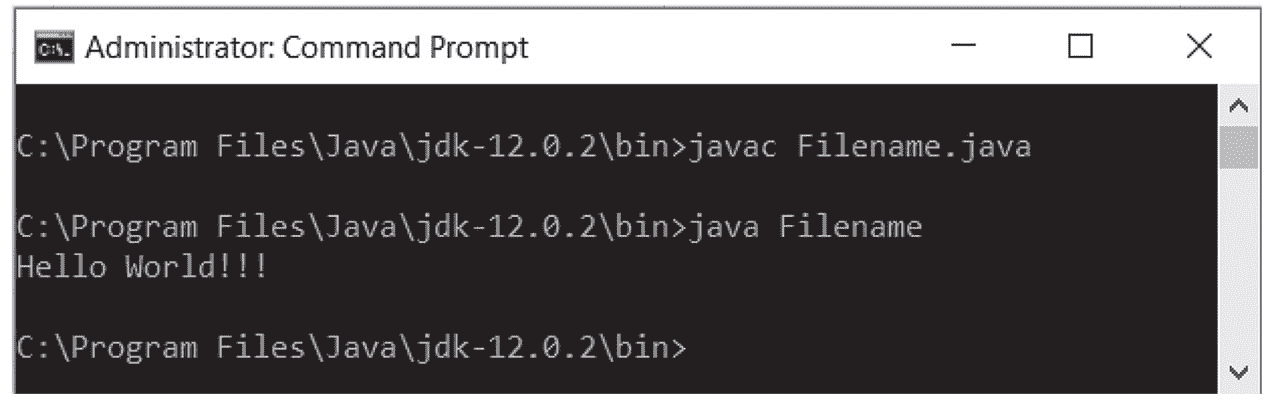 C:\. Administrator: Command Prompt
C:\Program Files\Java\jdk-12.0.2\bin>javac Filename.java
C:\Program Files\Java\jdk-12.0.2\bin>java Filename
Hello World!!!
C:\Program Files\Java\jdk-12.0.2\bin>